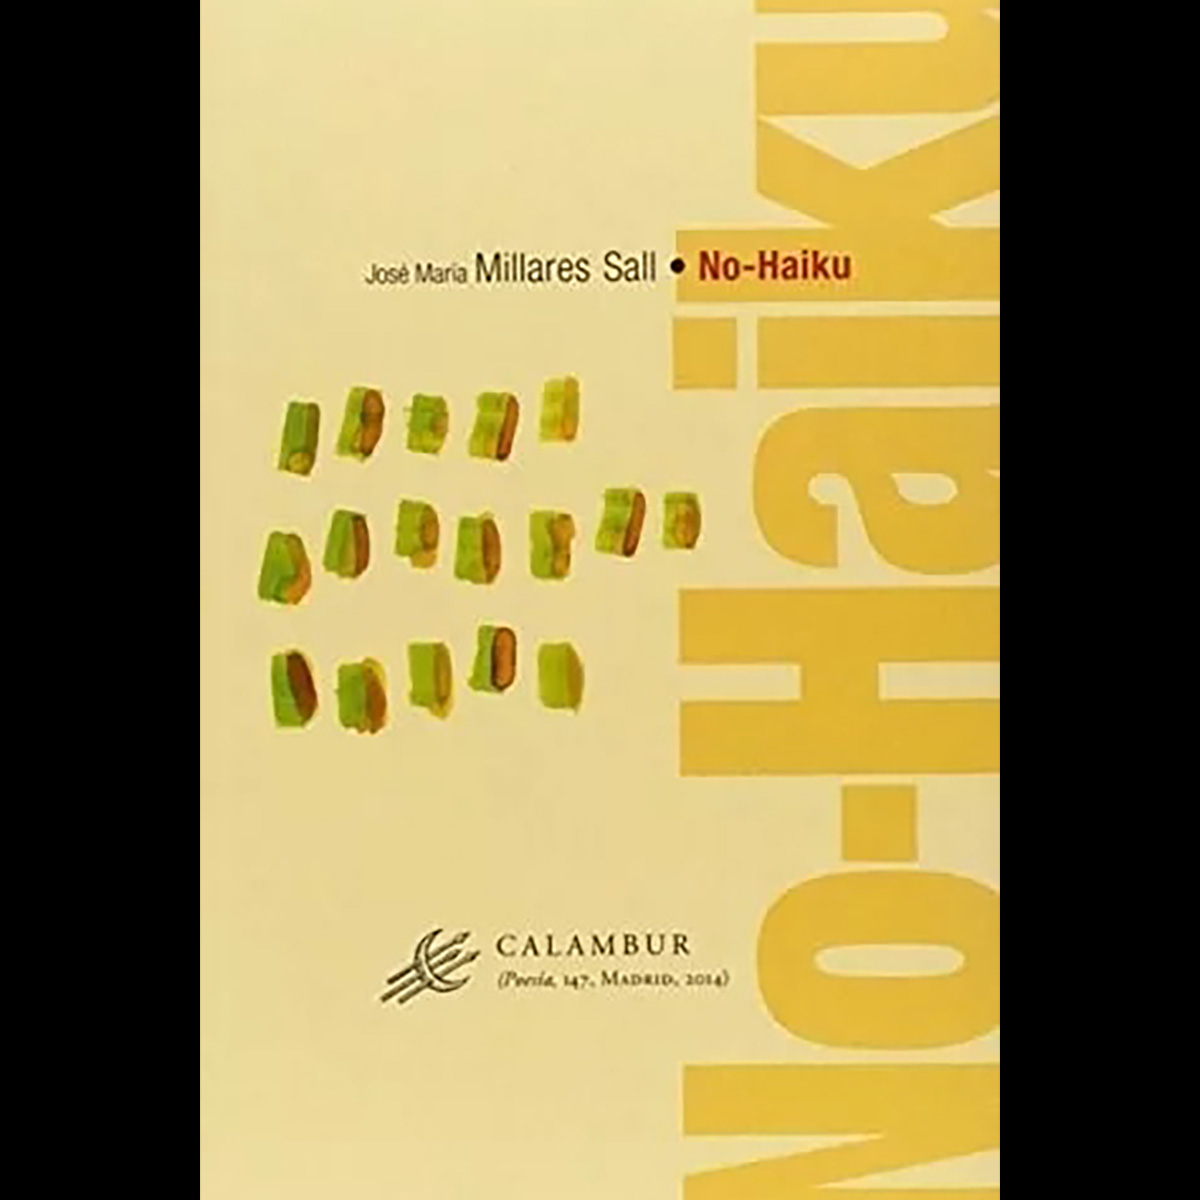 José María Millares Sall • No-Haiku
No-Haiku
CALAMBUR
(Poesía, 147, MADRID, 2014)